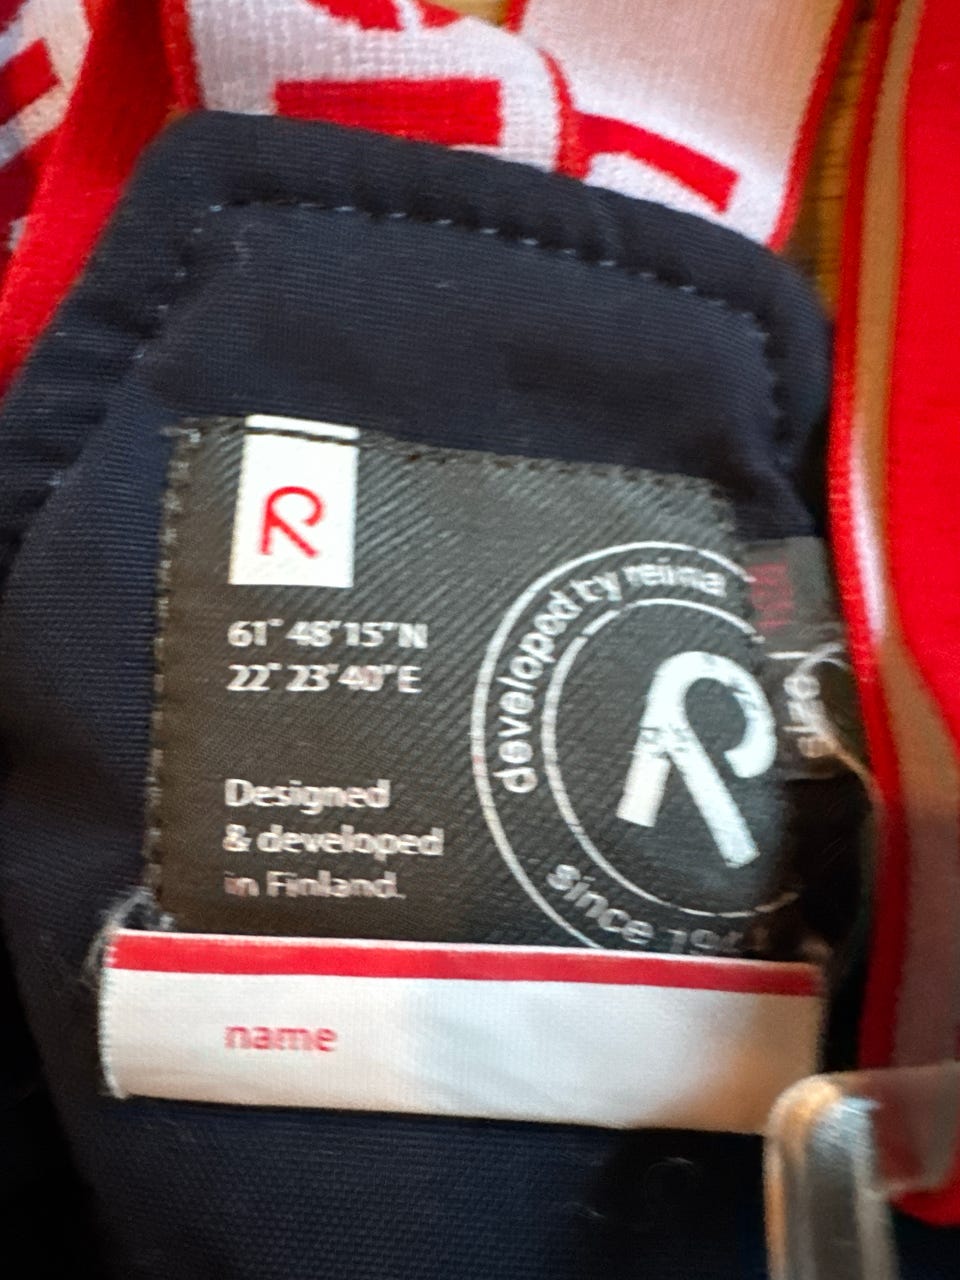 R
61° 48' 15" N
22° 23' 40" E
developed by reima
R
Designed
& developed
in Finland.
since
name